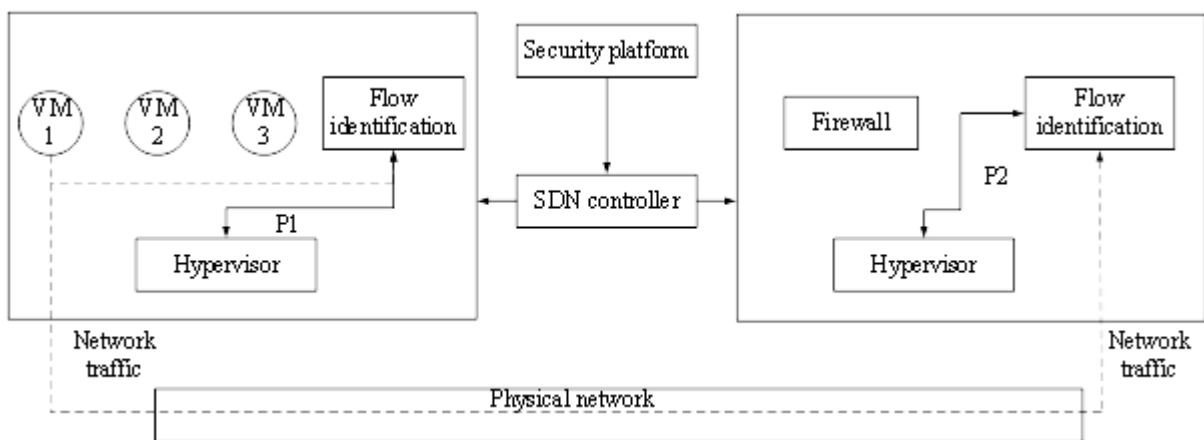 Security platform
VM
1
VM
2
VM
3
Flow
identification
P1
Hypervisor
SDN controller
Firewall
Flow
identification
P2
Hypervisor
Network
traffic
Network
traffic
Physical network